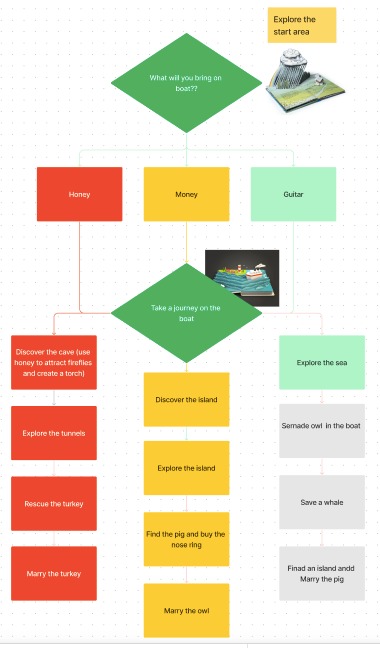 Explore the
start area
What will you bring on
boat??
Honey
Money
Guitar
Take a journey on the
boat
Discover the cave (use
honey to attract fireflies
and create a torch)
Explore the tunnels
Rescue the turkey
Marry the turkey
Discover the island
Explore the island
Find the pig and buy the
nose ring
Marry the owl
Explore the sea
Sernade owl in the boat
Save a whale
Finad an island andd
Marry the pig